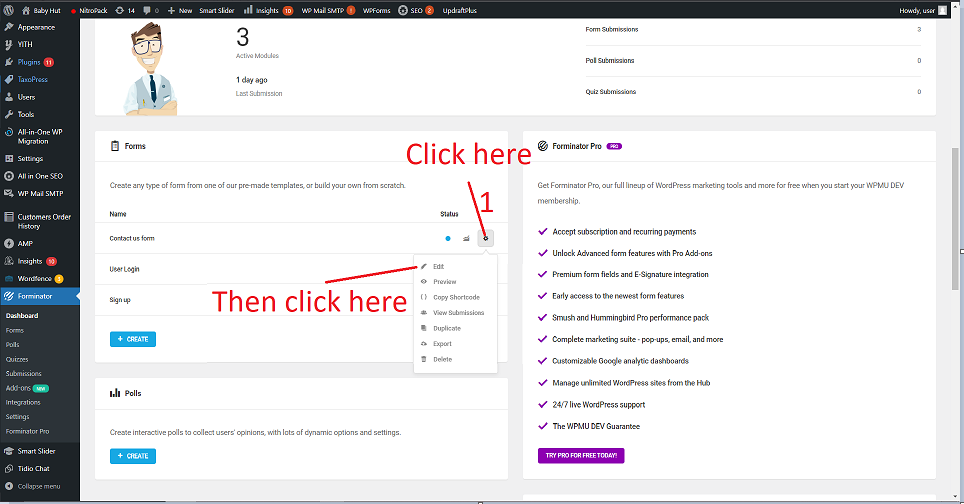 Baby Hut
NitroPack
14
0
New
Smart Slider
Insights
10
WP Mail SMTP
1
WPForms
SEO
2
UpdraftPlus
Howdy, user
Appearance
YITH
Plugins
11
TaxoPress
Users
Tools
All-in-One WP
Migration
Settings
All in One SEO
WP Mail SMTP
Customers Order
History
AMP
Insights
10
Wordfence
3
Forminator
Dashboard
Forms
Polls
Quizzes
Submissions
Add-ons
NEW
Integrations
Settings
Forminator Pro
Smart Slider
Tidio Chat
Collapse menu
3
Active Modules
1 day ago
Last Submission
Form Submissions
3
Poll Submissions
0
Quiz Submissions
0
Forms
Click here
1
Create any type of form from one of our pre-made templates, or build your own from scratch.
Name
Status
Contact us form
User Login
Sign up
Then click here
Edit
Preview
Copy Shortcode
View Submissions
Duplicate
Export
Delete
+ CREATE
Polls
Create interactive polls to collect users' opinions, with lots of dynamic options and settings.
+ CREATE
Forminator Pro
PRO
Get Forminator Pro, our full lineup of WordPress marketing tools and more for free when you start your WPMU DEV
membership.
Accept subscription and recurring payments
Unlock Advanced form features with Pro Add-ons
Premium form fields and E-Signature integration
Early access to the newest form features
Smush and Hummingbird Pro performance pack
Complete marketing suite - pop-ups, email, and more
Customizable Google analytic dashboards
Manage unlimited WordPress sites from the Hub
24/7 live WordPress support
The WPMU DEV Guarantee
TRY PRO FOR FREE TODAY!